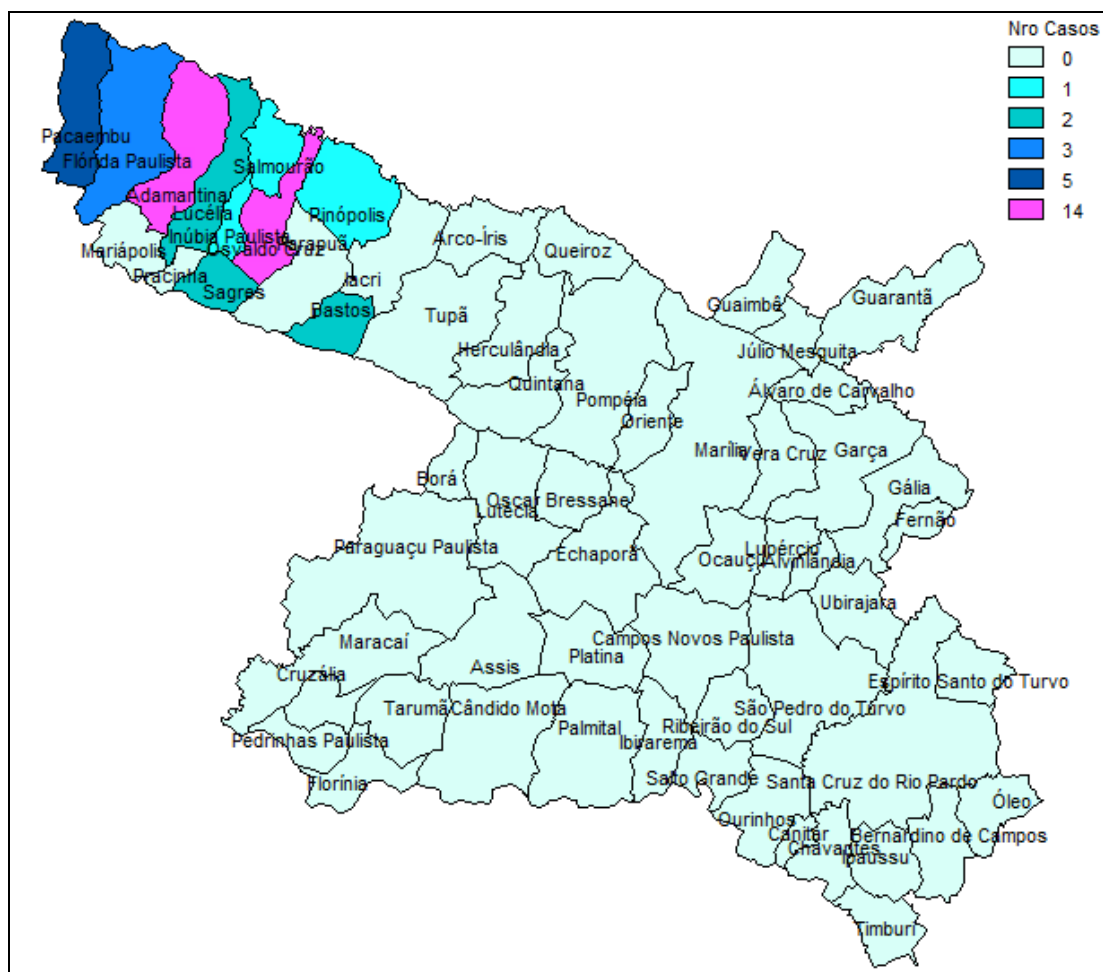 Nro Casos
0
1
2
3
5
14
Pacaembu
Flórida Paulista
Salmourão
Adamantina
Lucélia
Rinópolis
Inúbia Paulista
Parapuã
Osvaldo Cruz
Mariápolis
Pracinha
Sagres
Iacri
Bastos
Arco-Íris
Queiroz
Guaimbê
Guarantã
Tupã
Herculândia
Júlio Mesquita
Quintana
Pompéia
Álvaro de Carvalho
Oriente
Marília
Vera Cruz
Garça
Borá
Gália
Oscar Bressane
Lutécia
Fernão
Paraguaçu Paulista
Echaporã
Ocauçu
Lupércio
Alvinlândia
Ubirajara
Maracaí
Campos Novos Paulista
Platina
Assis
Cruzália
Espírito Santo do Turvo
Tarumã
Cândido Mota
São Pedro do Turvo
Palmital
Ribeirão do Sul
Pedrinhas Paulista
Ibirarema
Florínia
Salto Grande
Santa Cruz do Rio Pardo
Óleo
Ourinhos
Canitar
Bernardino de Campos
Chavantes
Ipaussu
Timburi